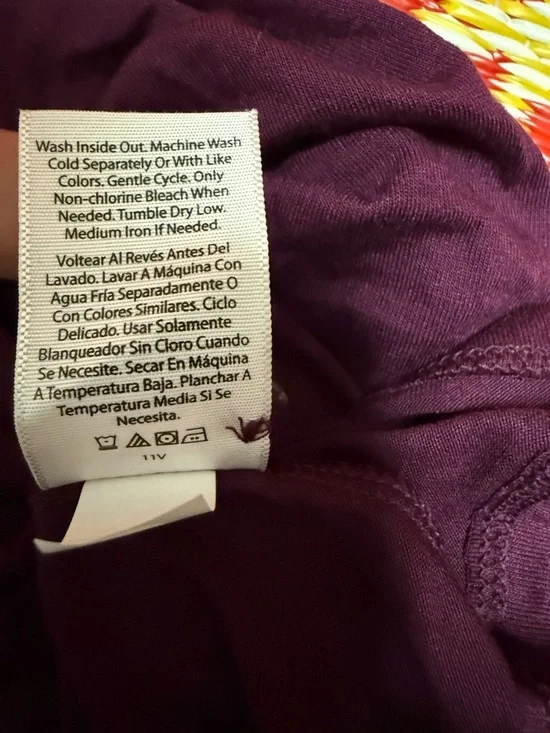 Wash Inside Out. Machine Wash
Cold Separately Or With Like
Colors. Gentle Cycle. Only
Non-chlorine Bleach When
Needed. Tumble Dry Low.
Medium Iron If Needed.
Voltear Al Revés Antes Del
Lavado. Lavar A Máquina Con
Agua Fría Separadamente O
Con Colores Similares. Ciclo
Delicado. Usar Solamente
Blanqueador Sin Cloro Cuando
Se Necesite. Secar En Máquina
A Temperatura Baja. Planchar A
Temperatura Media Si Se
Necesita.
11V